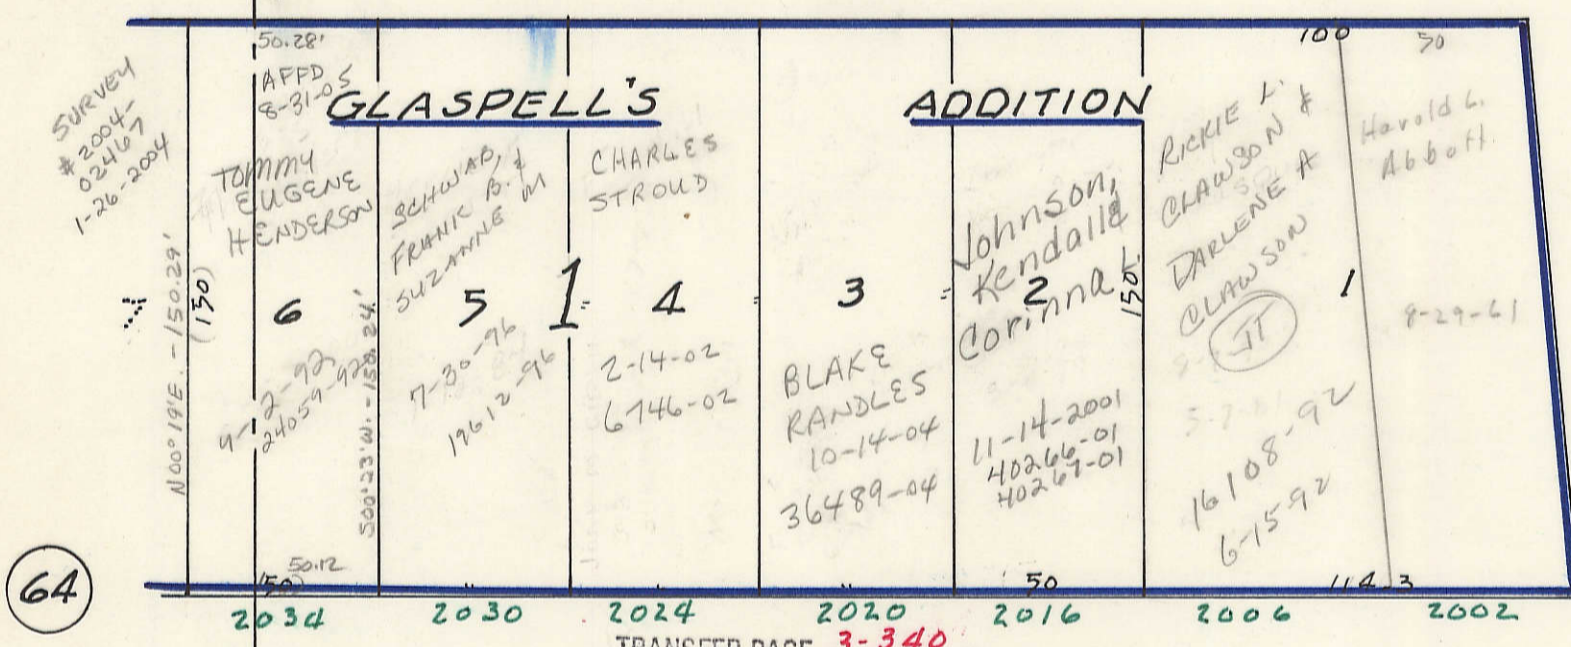 GLASPELL'S ADDITION
SURVEY
# 2004-
02467
1-26-2004
N00°19'E. - 150.29'
(150)
50.28'
AFFD
8-31-05
TOMMY
EUGENE
HENDERSON
6
9-2-92
24059-92
S00°23'W. - 150.24'
50.12
(50)
SCHWAB,
FRANK B. &
SUZANNE M
5
1
7-30-96
19612-96
CHARLES
STROUD
4
2-14-02
6746-02
3
BLAKE
RANDLES
10-14-04
36489-04
Johnson,
Kendall &
Corinna L.
2
150
11-14-2001
40266-01
40267-01
50
100
RICKIE L.
CLAWSON &
DARLENE A
CLAWSON
II
16108-92
6-15-92
1
114.3
50
Harold L.
Abbott
8-29-61
64
2034 2030 2024 2020 2016 2006 2002
TRANSFER PAGE 3-340